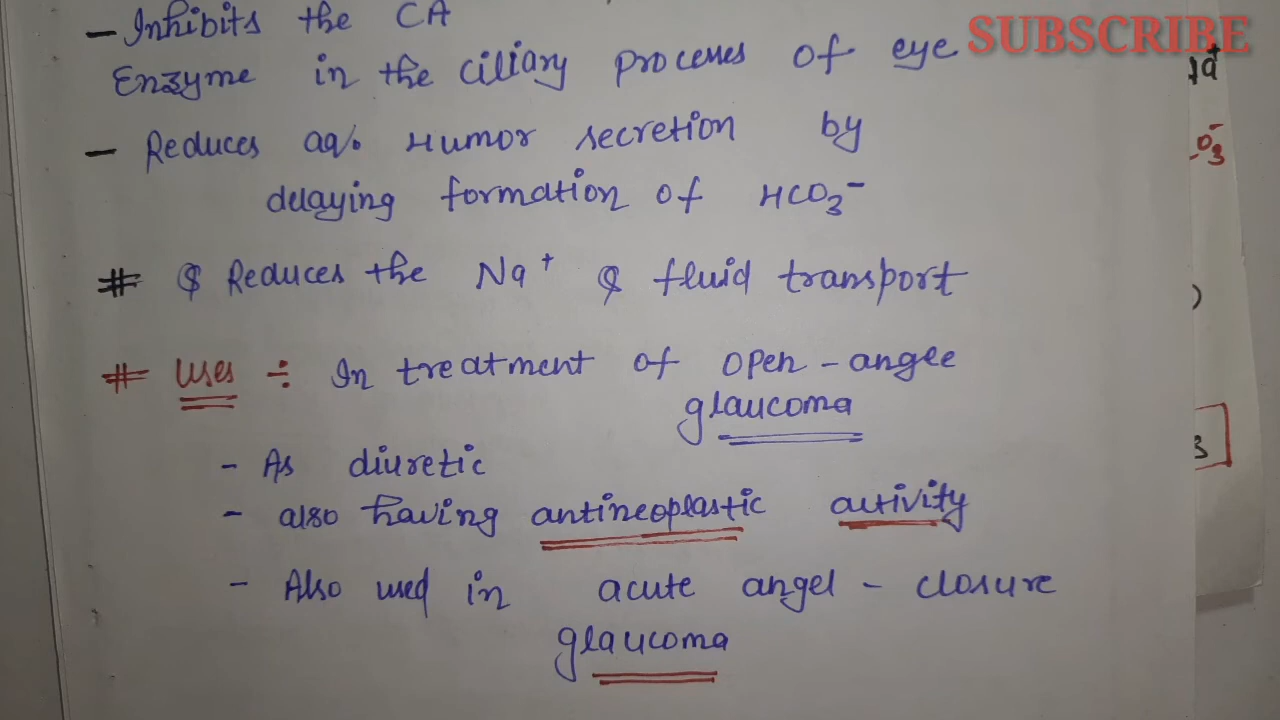 - Inhibits the CA
SUBSCRIBE
Enzyme in the ciliary processes of eye
- Reduces aq. Humor secretion by
delaying formation of HCO3-
# & Reduces the Na+ & fluid transport
# Uses ÷ In treatment of open-angle
glaucoma
- As diuretic
- also having antineoplastic activity
- Also used in acute angel - closure
glaucoma